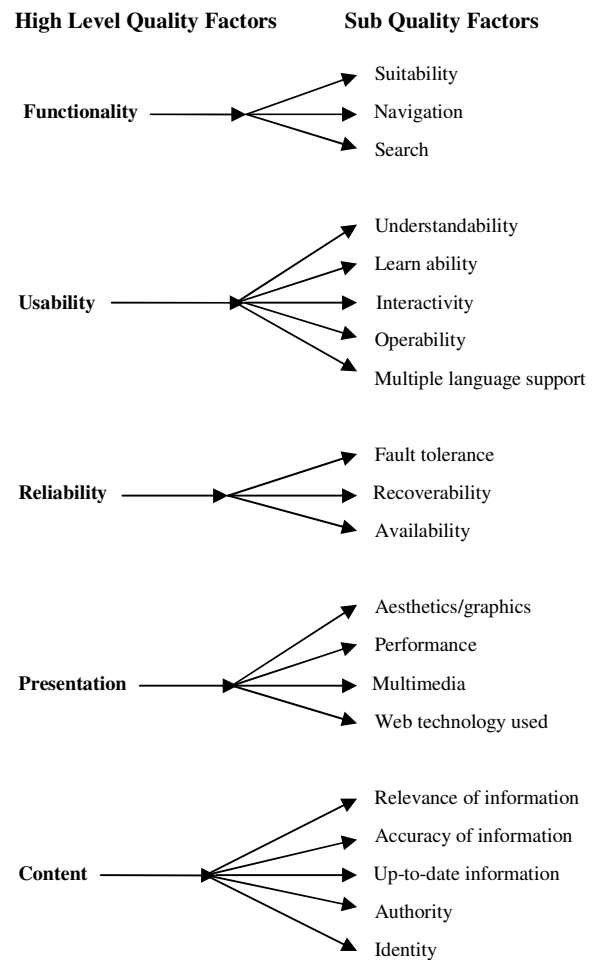 High Level Quality Factors Sub Quality Factors
Functionality
Suitability
Navigation
Search
Usability
Understandability
Learn ability
Interactivity
Operability
Multiple language support
Reliability
Fault tolerance
Recoverability
Availability
Presentation
Aesthetics/graphics
Performance
Multimedia
Web technology used
Content
Relevance of information
Accuracy of information
Up-to-date information
Authority
Identity